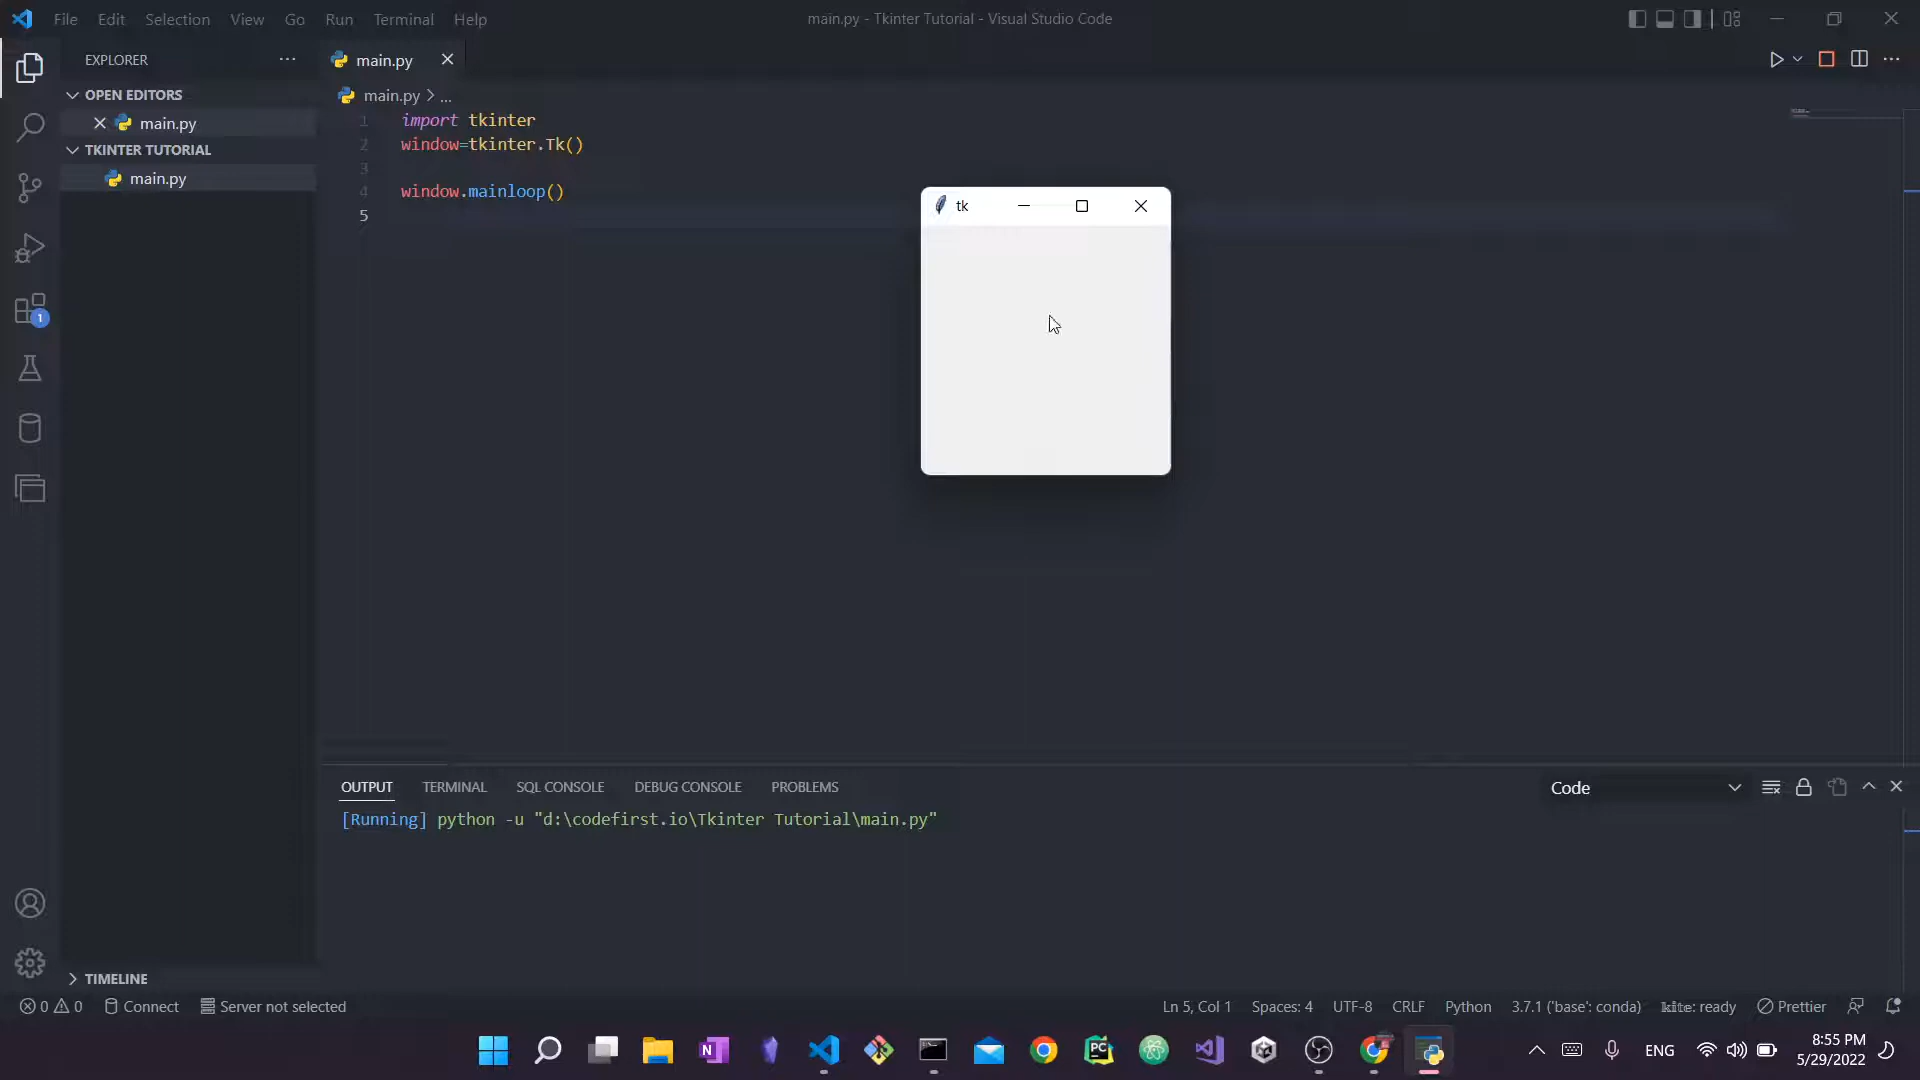 File Edit Selection View Go Run Terminal Help
main.py - Tkinter Tutorial - Visual Studio Code
EXPLORER
main.py
OPEN EDITORS
main.py
TKINTER TUTORIAL
main.py
main.py > ...
1 import tkinter
2 window=tkinter.Tk()
3
4 window.mainloop()
5
tk
1
OUTPUT TERMINAL SQL CONSOLE DEBUG CONSOLE PROBLEMS
Code
[Running] python -u "d:\codefirst.io\Tkinter Tutorial\main.py"
TIMELINE
0 0 Connect Server not selected
Ln 5, Col 1 Spaces: 4 UTF-8 CRLF Python 3.7.1 ('base': conda) kite: ready Prettier
N
PC
ENG
8:55 PM
5/29/2022